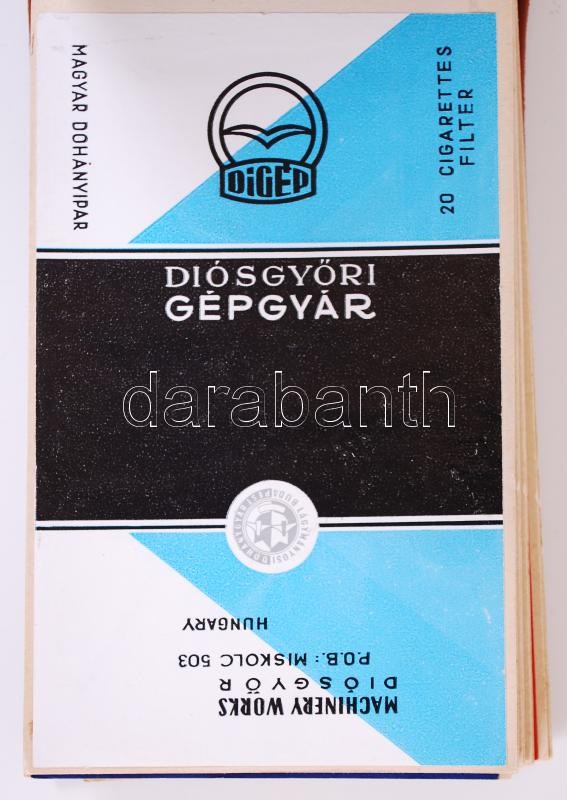 MAGYAR DOHÁNYIPAR
DIGÉP
20 CIGARETTES
FILTER
DIÓSGYŐRI
GÉPGYÁR
darabanth
MACHINERY WORKS
DIÓSGYŐR
P.O.B.: MISKOLC 503
HUNGARY